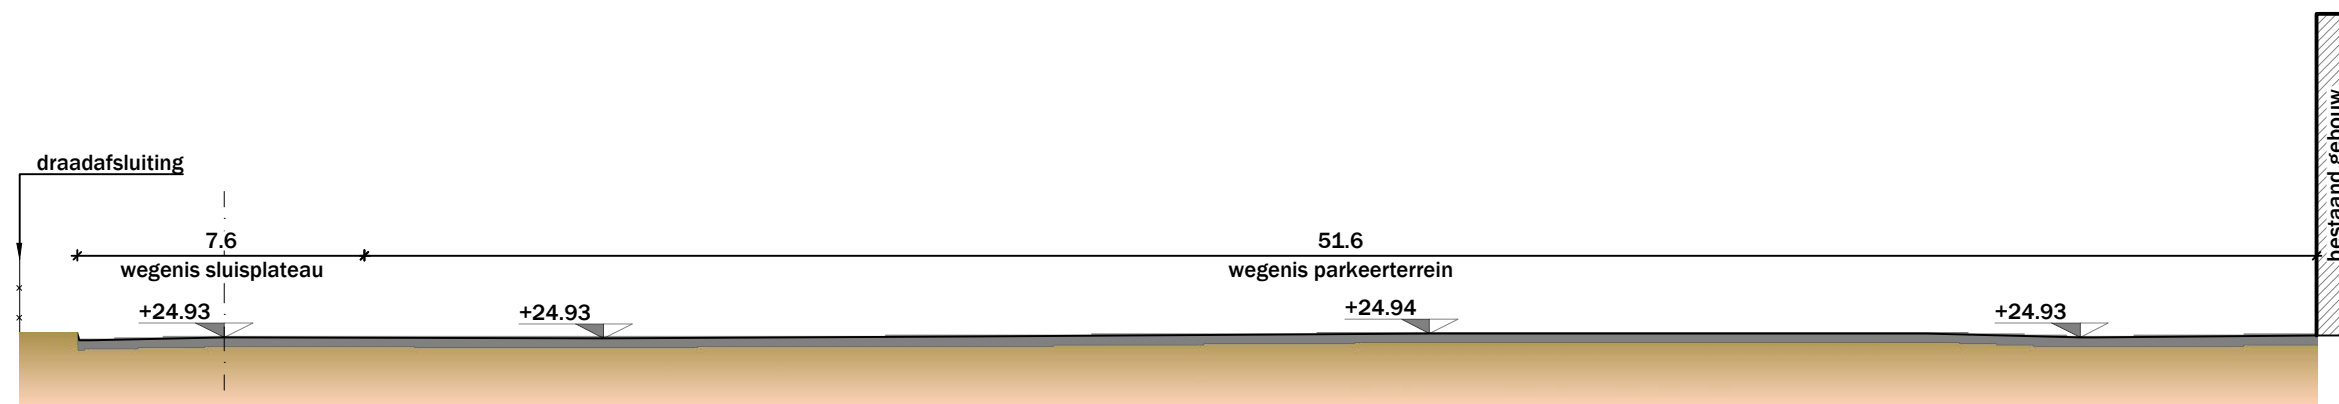 draadafsluiting
7.6
51.6
wegenis sluisplateau
wegenis parkeerterrein
+24.93
+24.93
+24.94
+24.93
bestaand gebouw